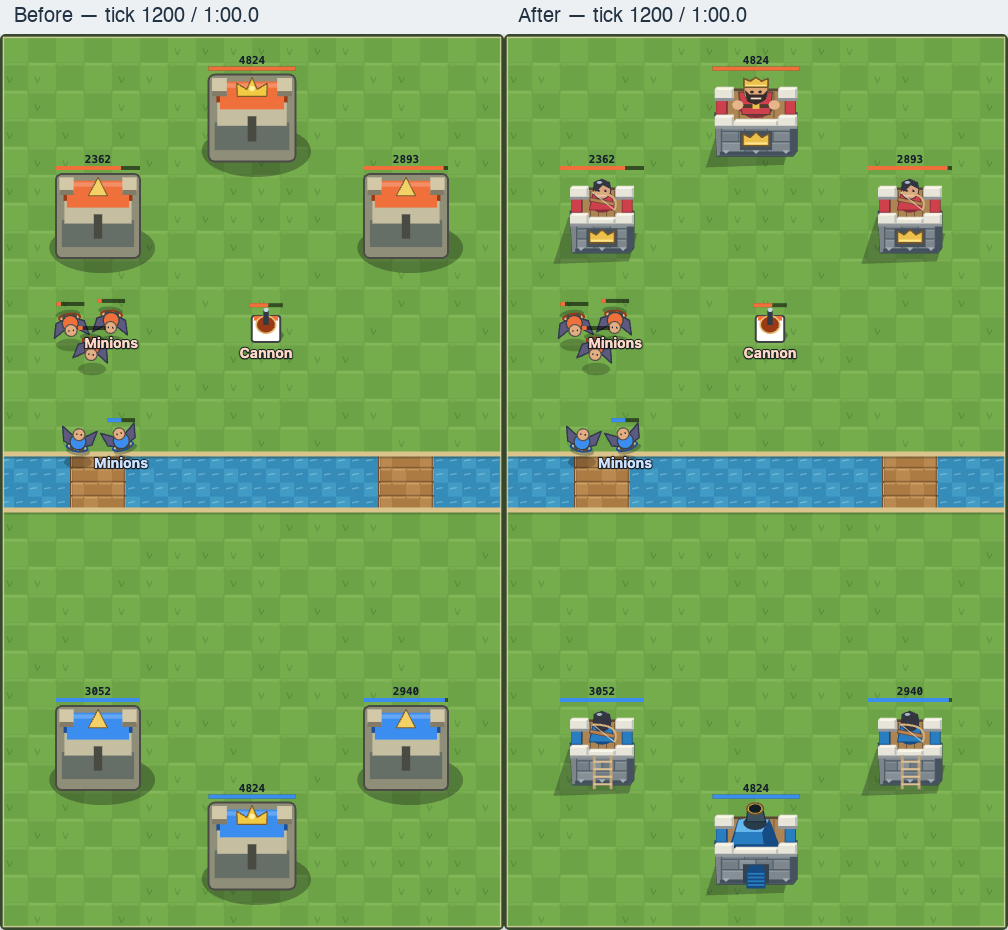 Before — tick 1200 / 1:00.0
After — tick 1200 / 1:00.0
4824
4824
2362
2893
2362
2893
Minions
Cannon
Minions
Cannon
Minions
Minions
3052
2940
3052
2940
4824
4824